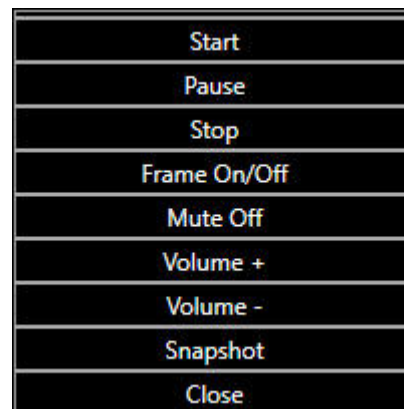 Start
Pause
Stop
Frame On/Off
Mute Off
Volume +
Volume -
Snapshot
Close